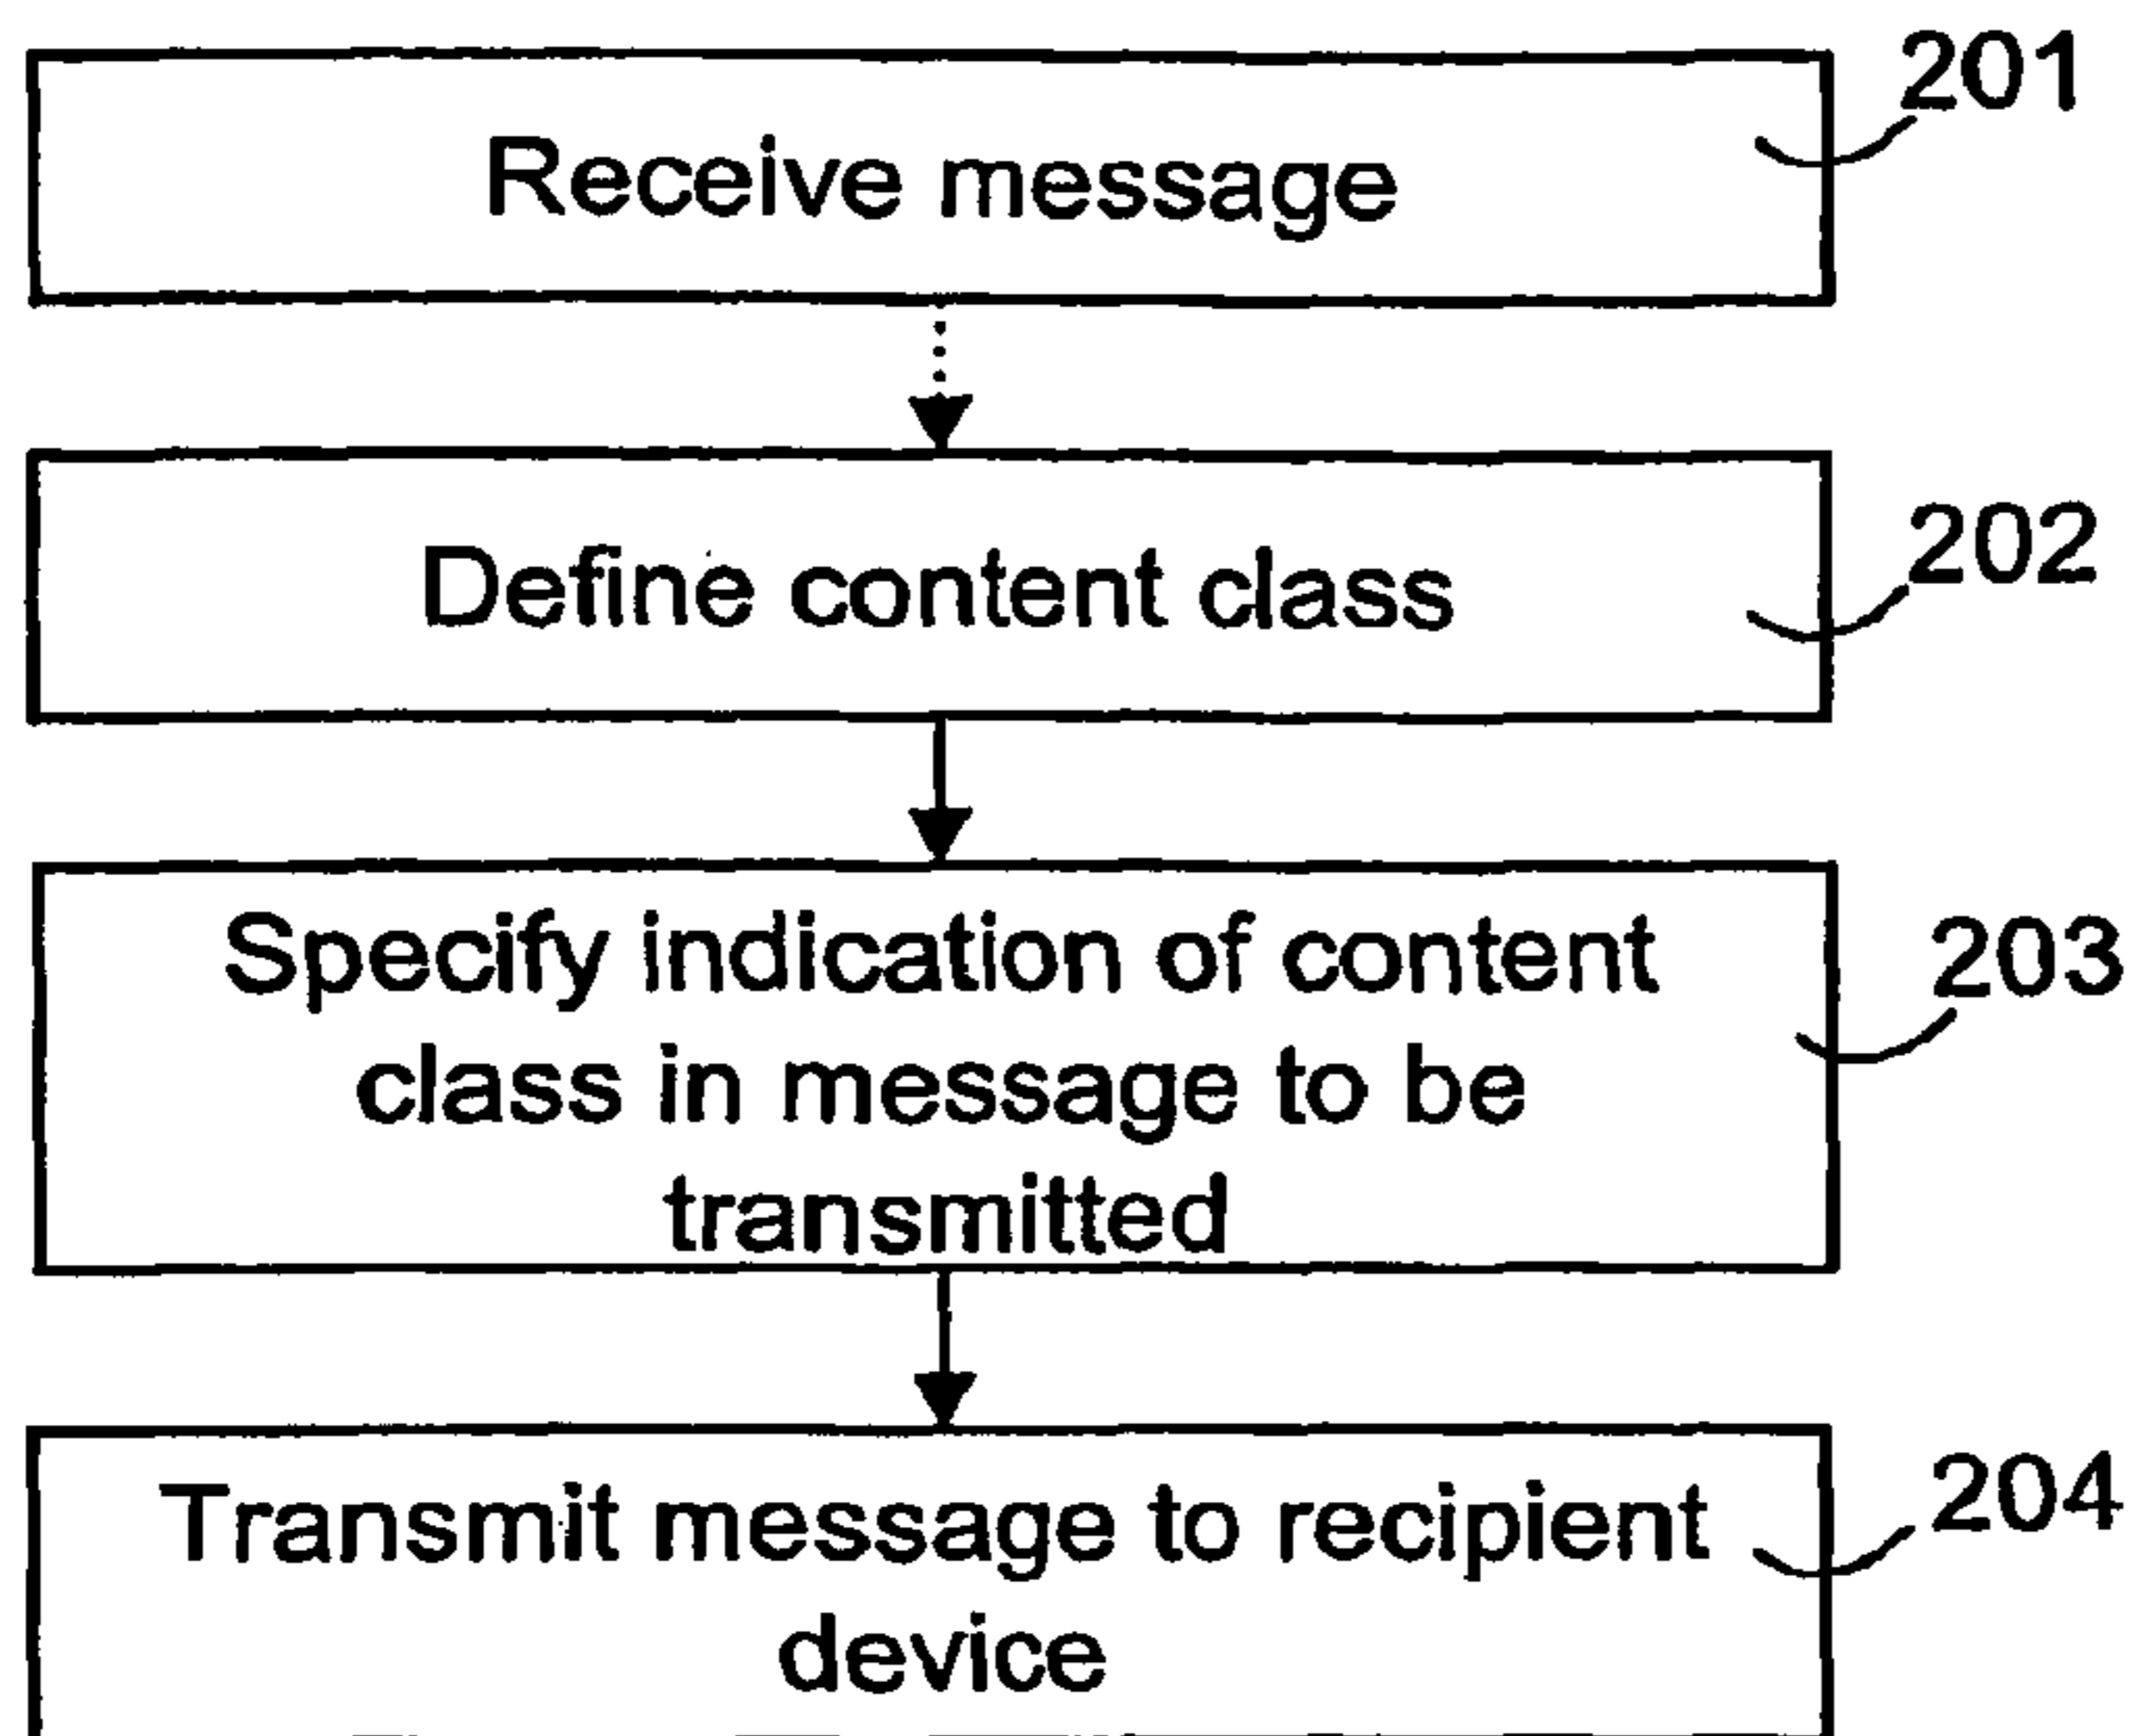 201
Receive message
202
Define content class
203
Specify indication of content
class in message to be
transmitted
204
Transmit message to recipient
device